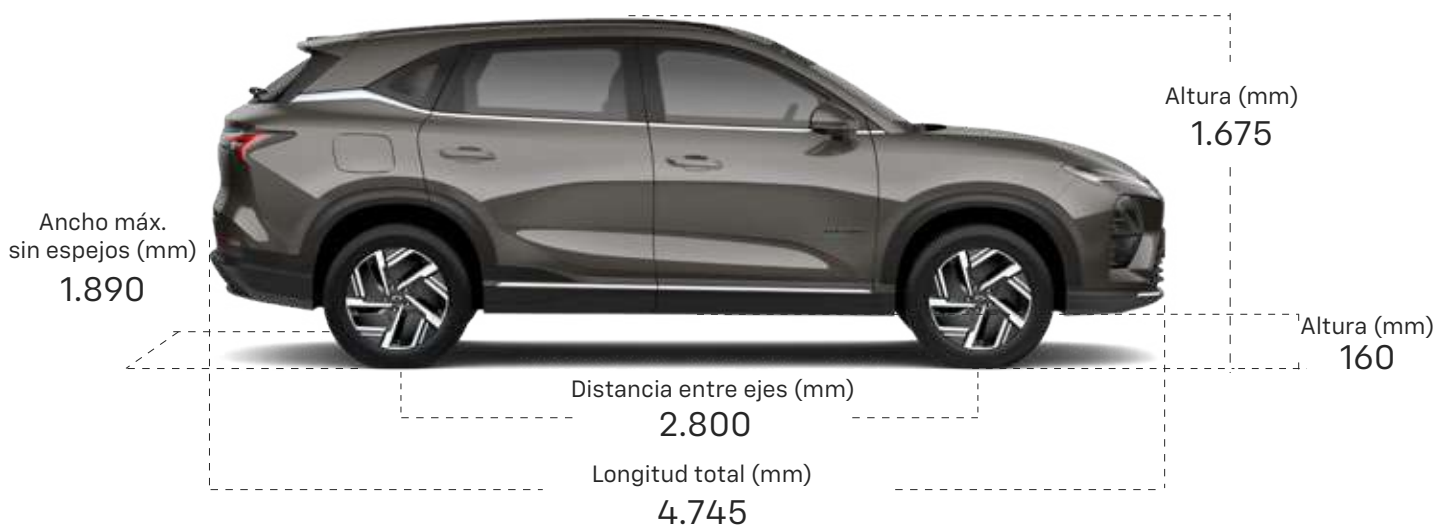 Altura (mm)
1.675
Ancho máx.
sin espejos (mm)
1.890
Altura (mm)
160
Distancia entre ejes (mm)
2.800
Longitud total (mm)
4.745